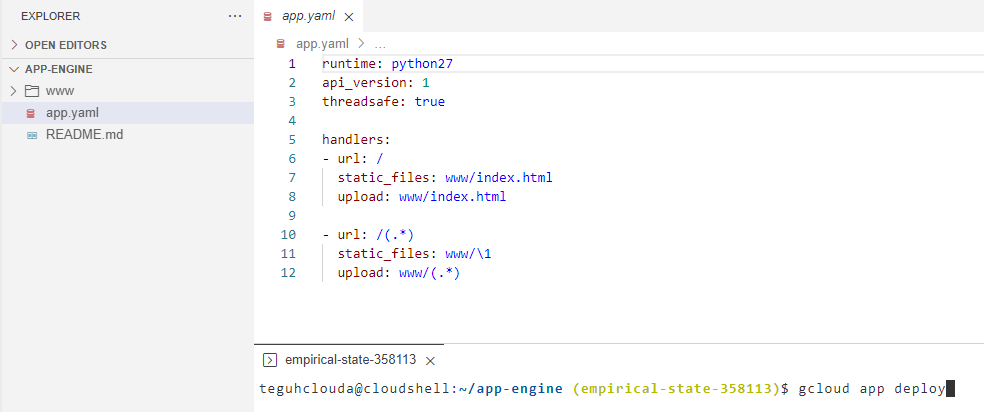 EXPLORER ...
OPEN EDITORS
APP-ENGINE
www
app.yaml
README.md
app.yaml
app.yaml > ...
1 runtime: python27
2 api_version: 1
3 threadsafe: true
4
5 handlers:
6 - url: /
7 static_files: www/index.html
8 upload: www/index.html
9
10 - url: /(.*)
11 static_files: www/\1
12 upload: www/(.*)
empirical-state-358113
teguhclouda@cloudshell:~/app-engine (empirical-state-358113)$ gcloud app deploy